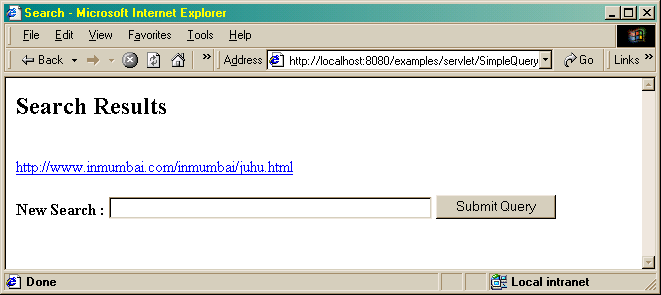 Search - Microsoft Internet Explorer
File Edit View Favorites Tools Help
Back » Address http://localhost:8080/examples/servlet/SimpleQuery Go Links »
Search Results
http://www.inmumbai.com/inmumbai/juhu.html
New Search : Submit Query
Done Local intranet